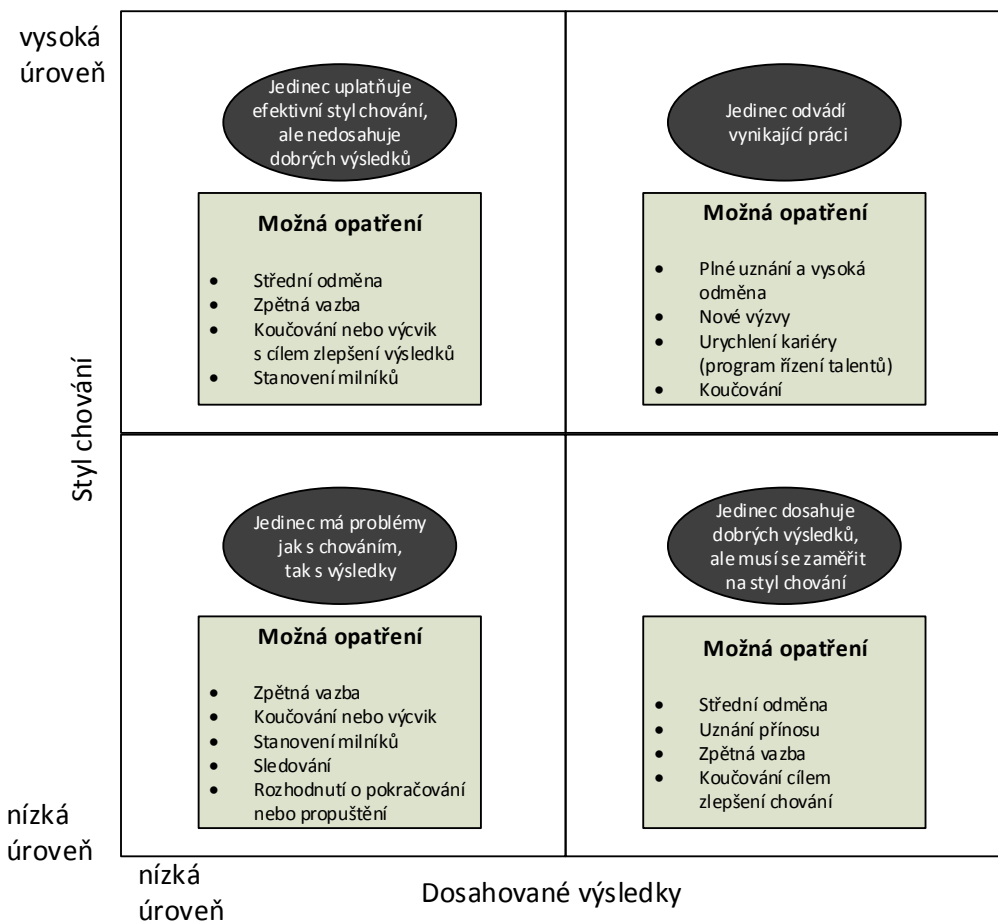 vysoká
úroveň
Jedinec uplatňuje
efektivní styl chování,
ale nedosahuje
dobrých výsledků
Možná opatření
• Střední odměna
• Zpětná vazba
• Koučování nebo výcvik
s cílem zlepšení výsledků
• Stanovení milníků
Jedinec odvádí
vynikající práci
Možná opatření
• Plné uznání a vysoká
odměna
• Nové výzvy
• Urychlení kariéry
(program řízení talentů)
• Koučování
Styl chování
Jedinec má problémy
jak s chováním,
tak s výsledky
Možná opatření
• Zpětná vazba
• Koučování nebo výcvik
• Stanovení milníků
• Sledování
• Rozhodnutí o pokračování
nebo propuštění
Jedinec dosahuje
dobrých výsledků,
ale musí se zaměřit
na styl chování
Možná opatření
• Střední odměna
• Uznání přínosu
• Zpětná vazba
• Koučování cílem
zlepšení chování
nízká
úroveň
nízká
úroveň
Dosahované výsledky